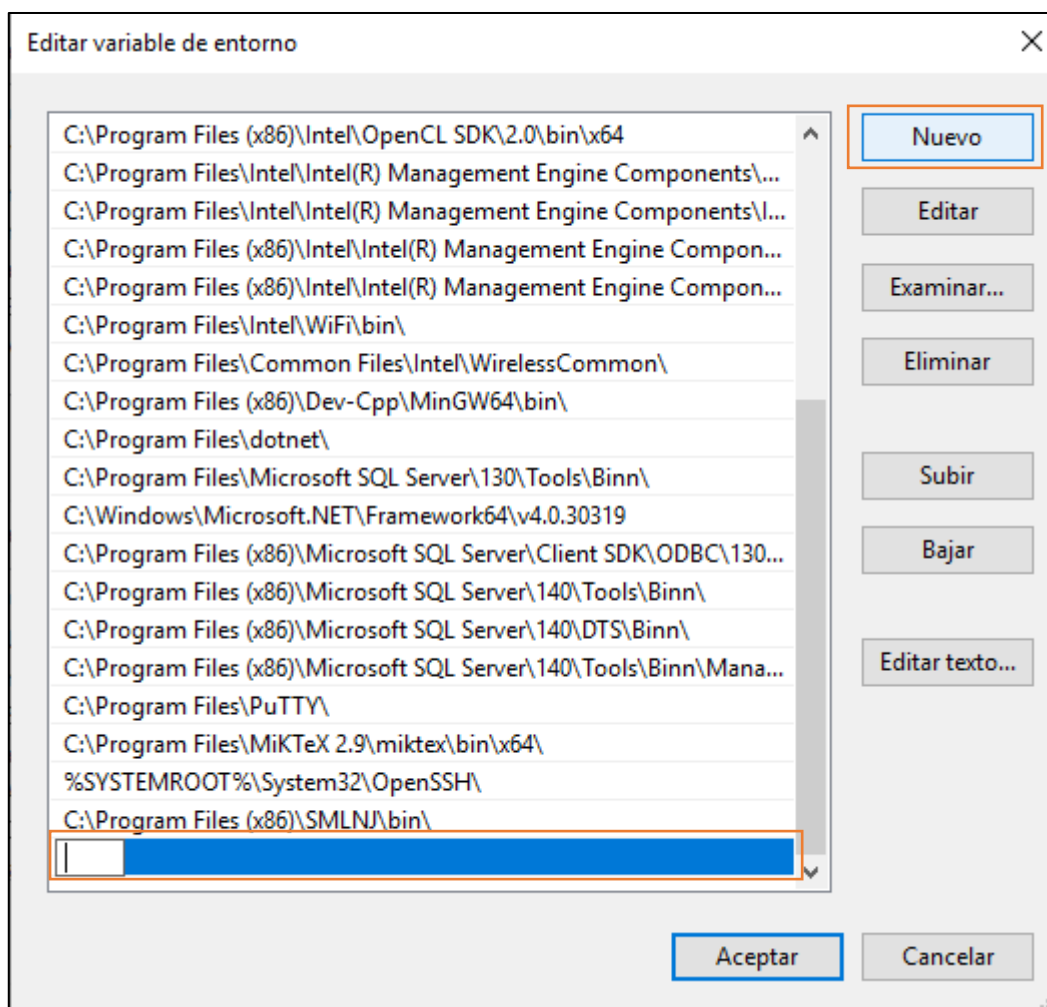 Editar variable de entorno
C:\Program Files (x86)\Intel\OpenCL SDK\2.0\bin\x64
C:\Program Files\Intel\Intel(R) Management Engine Components\...
C:\Program Files\Intel\Intel(R) Management Engine Components\I...
C:\Program Files (x86)\Intel\Intel(R) Management Engine Compon...
C:\Program Files (x86)\Intel\Intel(R) Management Engine Compon...
C:\Program Files\Intel\WiFi\bin\
C:\Program Files\Common Files\Intel\WirelessCommon\
C:\Program Files (x86)\Dev-Cpp\MinGW64\bin\
C:\Program Files\dotnet\
C:\Program Files\Microsoft SQL Server\130\Tools\Binn\
C:\Windows\Microsoft.NET\Framework64\v4.0.30319
C:\Program Files (x86)\Microsoft SQL Server\Client SDK\ODBC\130...
C:\Program Files (x86)\Microsoft SQL Server\140\Tools\Binn\
C:\Program Files (x86)\Microsoft SQL Server\140\DTS\Binn\
C:\Program Files (x86)\Microsoft SQL Server\140\Tools\Binn\Mana...
C:\Program Files\PuTTY\
C:\Program Files\MiKTeX 2.9\miktex\bin\x64\
%SYSTEMROOT%\System32\OpenSSH\
C:\Program Files (x86)\SMLNJ\bin\
Nuevo
Editar
Examinar...
Eliminar
Subir
Bajar
Editar texto...
Aceptar
Cancelar